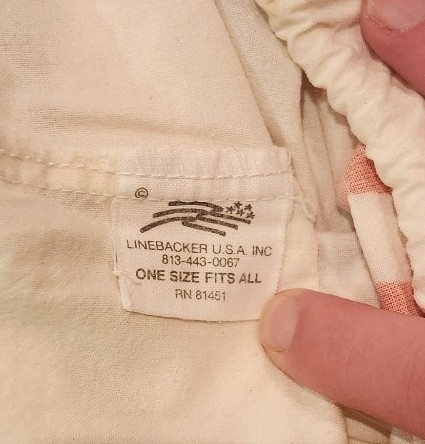 ©
LINEBACKER U.S.A. INC
813-443-0067
ONE SIZE FITS ALL
RN 81451